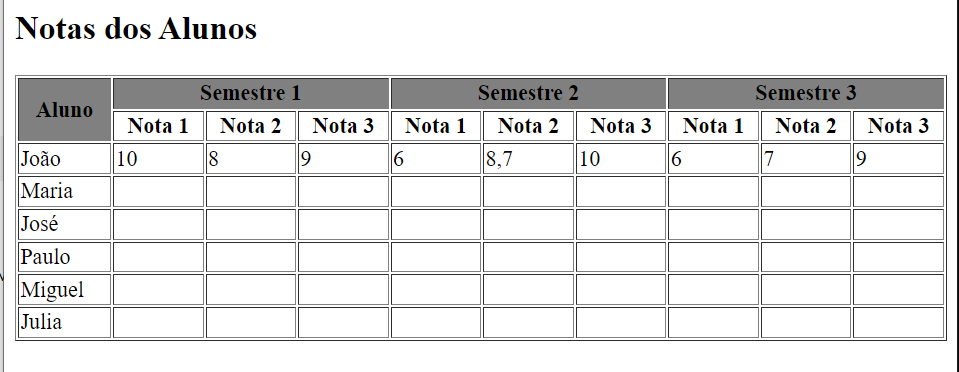 Notas dos Alunos
Aluno Semestre 1 Semestre 2 Semestre 3
Nota 1 Nota 2 Nota 3 Nota 1 Nota 2 Nota 3 Nota 1 Nota 2 Nota 3
João 10 8 9 6 8,7 10 6 7 9
Maria
José
Paulo
Miguel
Julia